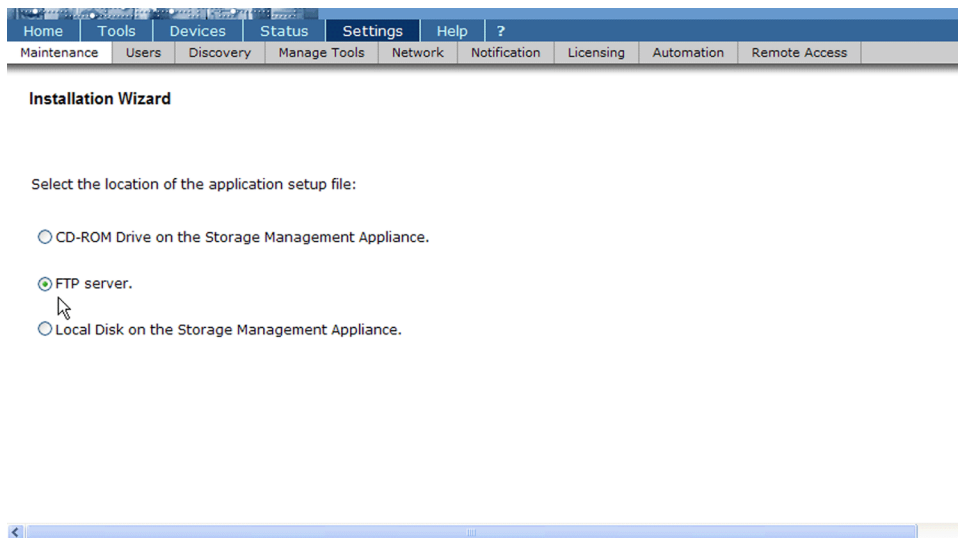 Home Tools Devices Status Settings Help ?
Maintenance Users Discovery Manage Tools Network Notification Licensing Automation Remote Access
Installation Wizard
Select the location of the application setup file:
CD-ROM Drive on the Storage Management Appliance.
FTP server.
Local Disk on the Storage Management Appliance.